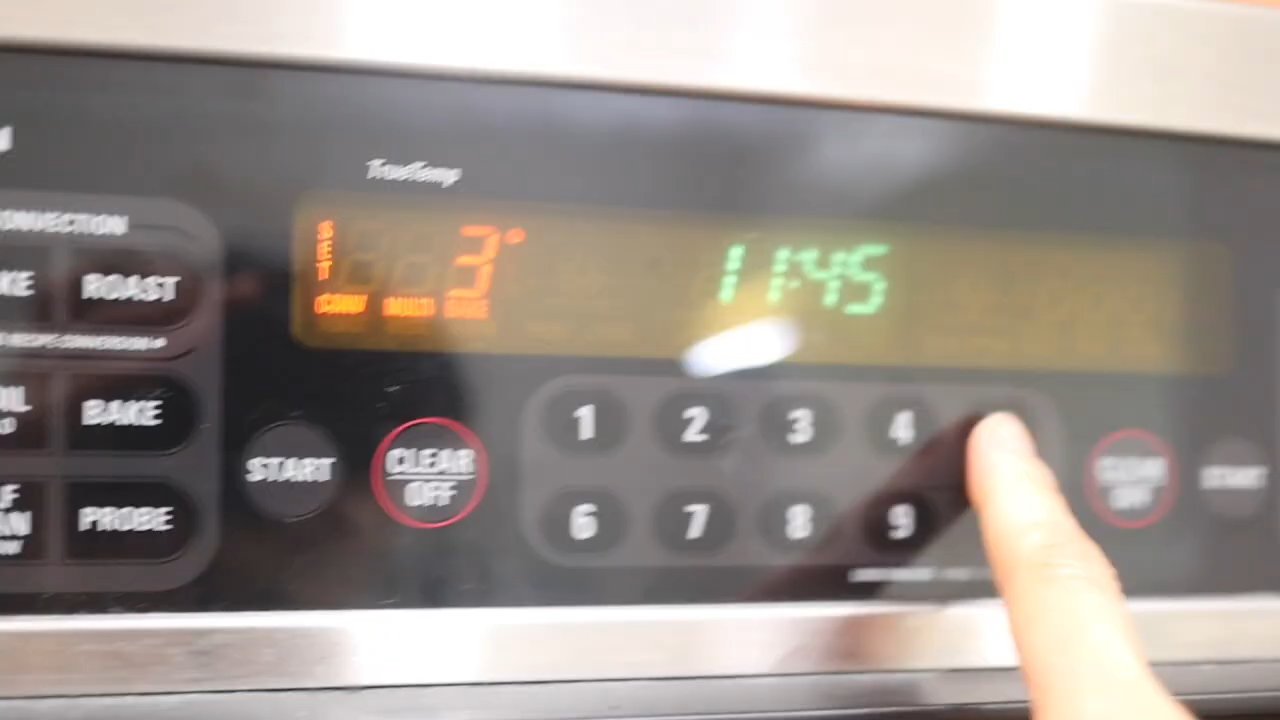 TrueTemp
CONVECTION
SET 3° 11:45
CONV MULTI BAKE
KE ROAST
BAKE
PROBE
START
CLEAR
OFF
1 2 3 4
6 7 8 9
CLEAR
OFF
START